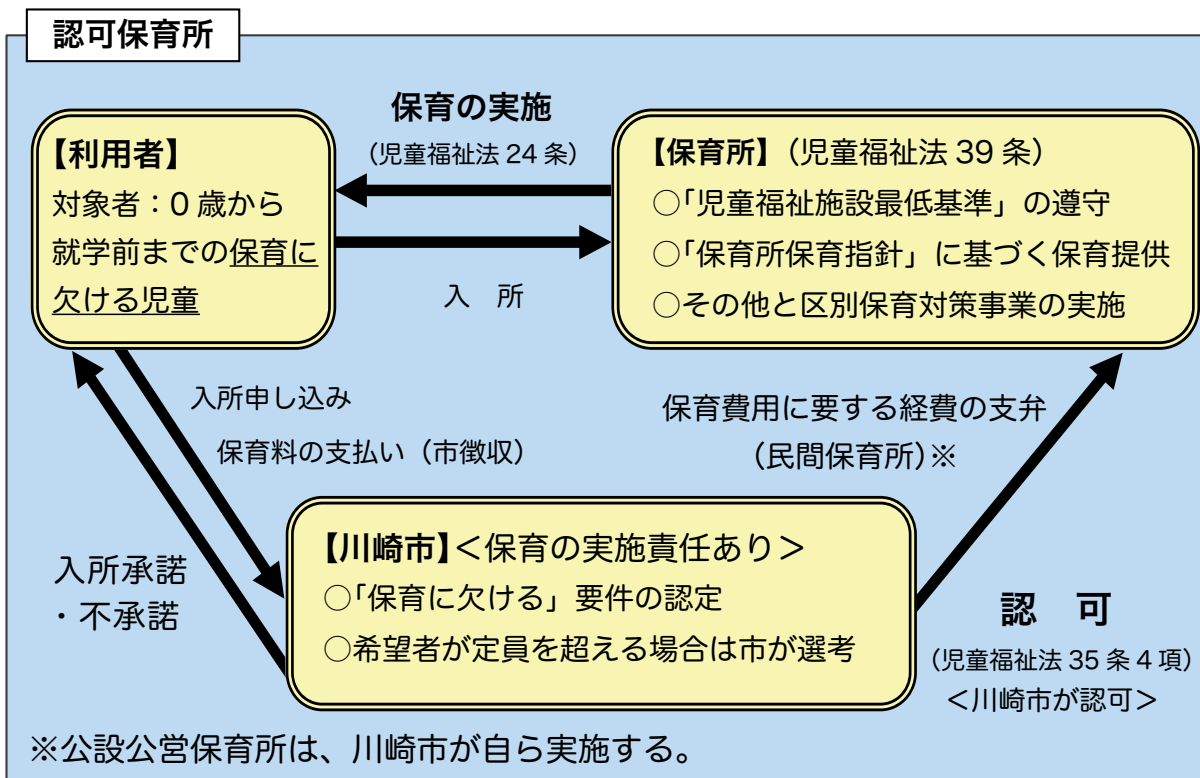 認可保育所
保育の実施
（児童福祉法 24 条）
【利用者】
対象者：0 歳から
就学前までの保育に
欠ける児童
【保育所】（児童福祉法 39 条）
○「児童福祉施設最低基準」の遵守
○「保育所保育指針」に基づく保育提供
○その他と区別保育対策事業の実施
入　所
入所申し込み
保育料の支払い（市徴収）
保育費用に要する経費の支弁
（民間保育所）※
入所承諾
・不承諾
【川崎市】＜保育の実施責任あり＞
○「保育に欠ける」要件の認定
○希望者が定員を超える場合は市が選考
認　可
（児童福祉法 35 条 4 項）
＜川崎市が認可＞
※公設公営保育所は、川崎市が自ら実施する。